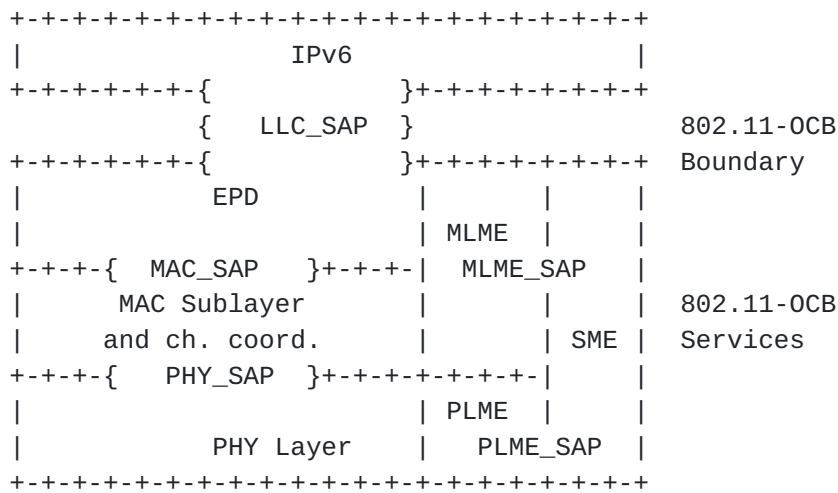 +-+-+-+-+-+-+-+-+-+-+-+-+-+-+-+-+-+-+-+-+
|                 IPv6                  |
+-+-+-+-+-+-{            }+-+-+-+-+-+-+-+
            {   LLC_SAP  }                 802.11-OCB
+-+-+-+-+-+-{            }+-+-+-+-+-+-+-+  Boundary
|            EPD          |       |     |
|                         | MLME  |     |
+-+-+-{  MAC_SAP   }+-+-+-|  MLME_SAP   |
|      MAC Sublayer       |       |     |  802.11-OCB
|     and ch. coord.      |       | SME |  Services
+-+-+-{   PHY_SAP  }+-+-+-+-+-+-+-|     |
|                         | PLME  |     |
|            PHY Layer    |   PLME_SAP  |
+-+-+-+-+-+-+-+-+-+-+-+-+-+-+-+-+-+-+-+-+